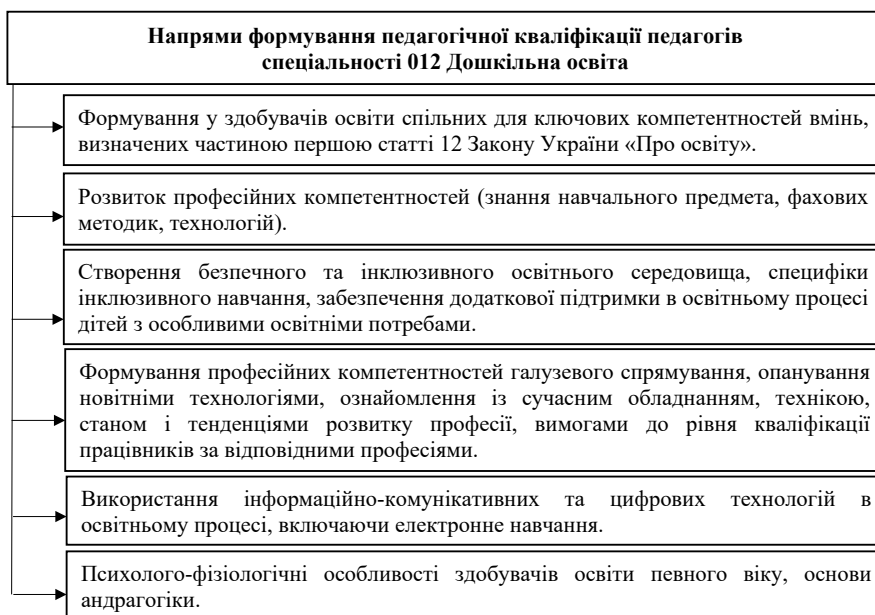 Напрями формування педагогічної кваліфікації педагогів
спеціальності 012 Дошкільна освіта
Формування у здобувачів освіти спільних для ключових компетентностей вмінь,
визначених частиною першою статті 12 Закону України «Про освіту».
Розвиток професійних компетентностей (знання навчального предмета, фахових
методик, технологій).
Створення безпечного та інклюзивного освітнього середовища, специфіки
інклюзивного навчання, забезпечення додаткової підтримки в освітньому процесі
дітей з особливими освітніми потребами.
Формування професійних компетентностей галузевого спрямування, опанування
новітніми технологіями, ознайомлення із сучасним обладнанням, технікою,
станом і тенденціями розвитку професії, вимогами до рівня кваліфікації
працівників за відповідними професіями.
Використання інформаційно-комунікативних та цифрових технологій в
освітньому процесі, включаючи електронне навчання.
Психолого-фізіологічні особливості здобувачів освіти певного віку, основи
андрагогіки.